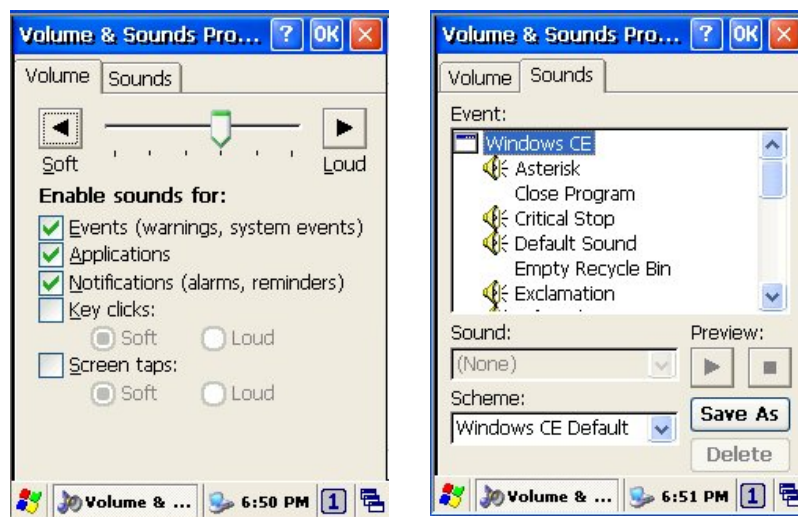 Volume & Sounds Pro... ? OK
Volume Sounds
Soft Loud
Enable sounds for:
Events (warnings, system events)
Applications
Notifications (alarms, reminders)
Key clicks:
Soft Loud
Screen taps:
Soft Loud
Volume & ... 6:50 PM 1
Volume & Sounds Pro... ? OK
Volume Sounds
Event:
Windows CE
Asterisk
Close Program
Critical Stop
Default Sound
Empty Recycle Bin
Exclamation
Sound: Preview:
(None)
Scheme:
Windows CE Default
Save As
Delete
Volume & ... 6:51 PM 1